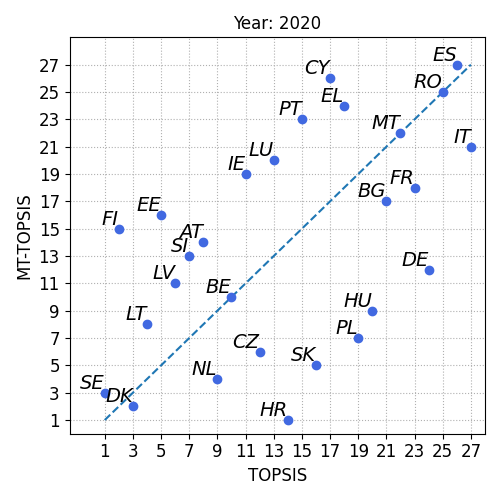 Year: 2020
MT-TOPSIS
27
25
23
21
19
17
15
13
11
9
7
5
3
1
ES
CY
RO
EL
PT
MT
IT
LU
IE
FR
BG
EE
FI
AT
SI
DE
LV
BE
HU
LT
PL
CZ
SK
NL
SE
DK
HR
1 3 5 7 9 11 13 15 17 19 21 23 25 27
TOPSIS